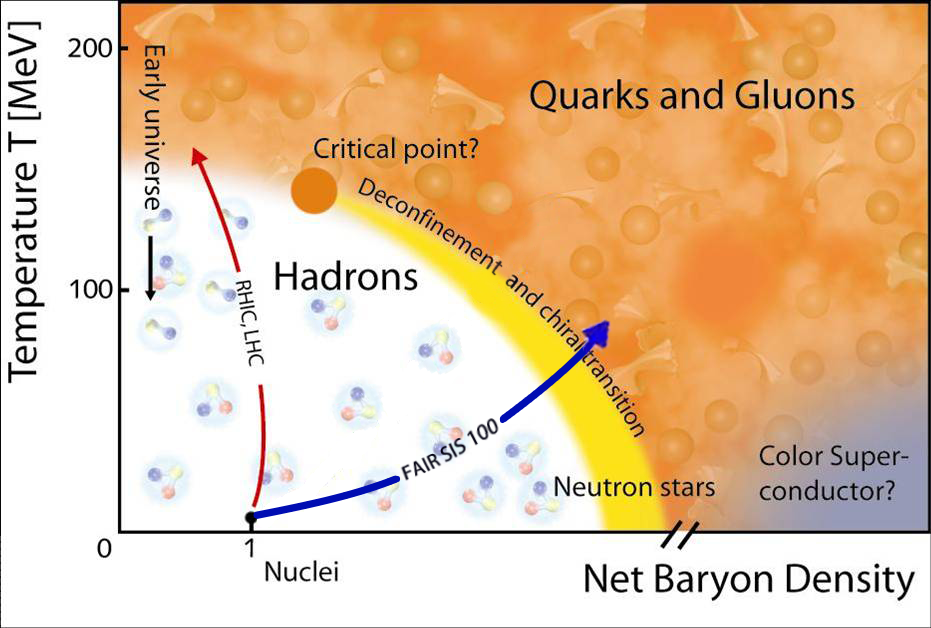 Temperature T [MeV]
200
100
0
Early universe
Quarks and Gluons
Critical point?
Deconfinement and chiral transition
Hadrons
RHIC, LHC
FAIR SIS 100
Neutron stars
Color Super-
conductor?
1
Nuclei
Net Baryon Density